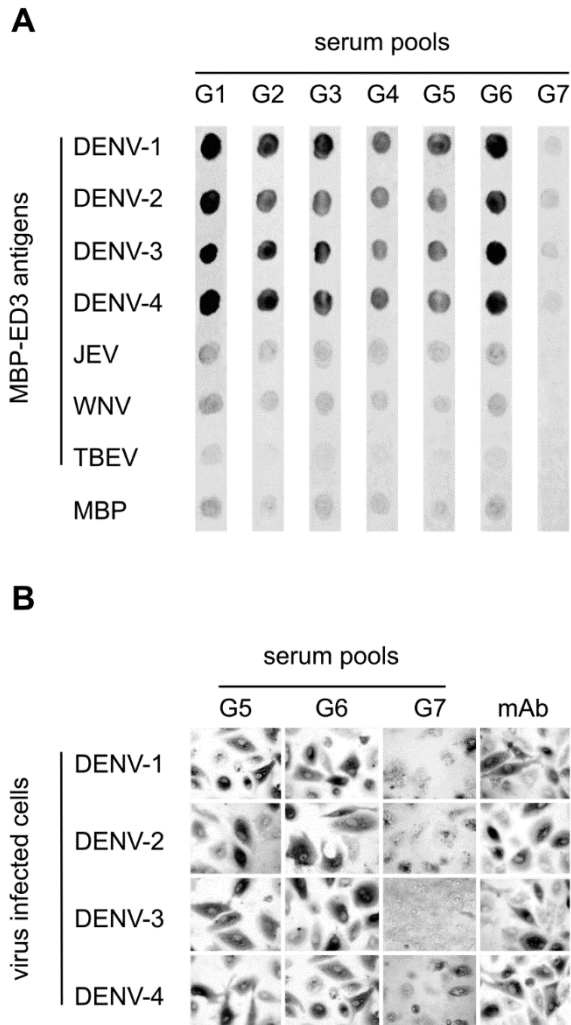 A
serum pools
G1 G2 G3 G4 G5 G6 G7
MBP-ED3 antigens
DENV-1
DENV-2
DENV-3
DENV-4
JEV
WNV
TBEV
MBP
B
serum pools
G5 G6 G7 mAb
virus infected cells
DENV-1
DENV-2
DENV-3
DENV-4